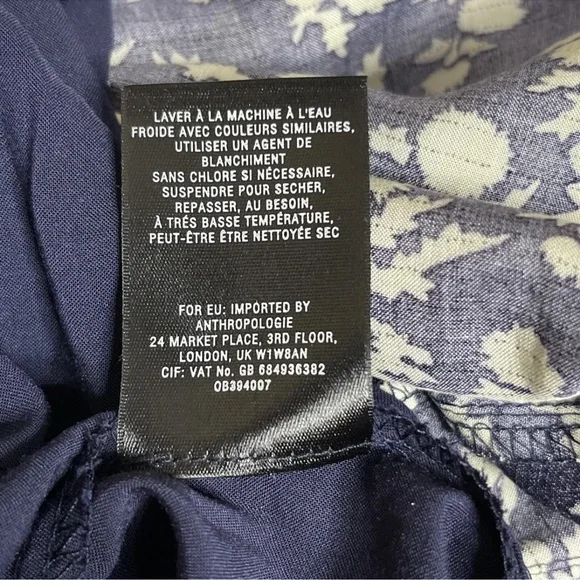 LAVER À LA MACHINE À L'EAU
FROIDE AVEC COULEURS SIMILAIRES,
UTILISER UN AGENT DE
BLANCHIMENT
SANS CHLORE SI NÉCESSAIRE,
SUSPENDRE POUR SECHER,
REPASSER, AU BESOIN,
À TRÉS BASSE TEMPÉRATURE,
PEUT-ÊTRE ÊTRE NETTOYÉE SEC
FOR EU: IMPORTED BY
ANTHROPOLOGIE
24 MARKET PLACE, 3RD FLOOR,
LONDON, UK W1W8AN
CIF: VAT No. GB 684936382
OB394007